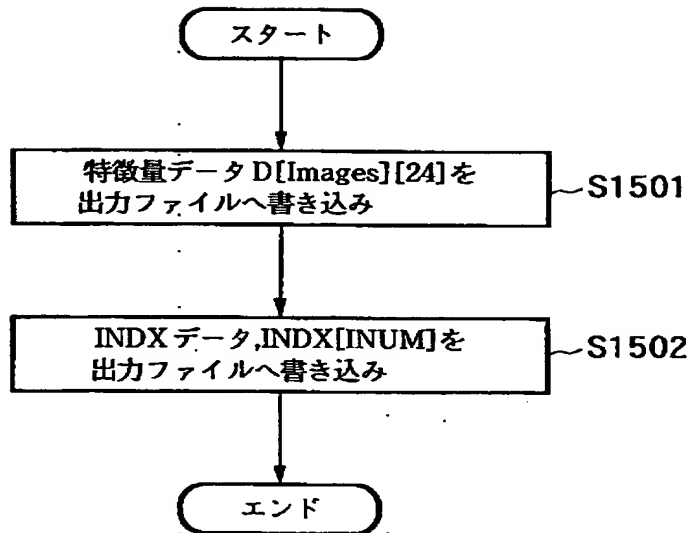 スタート
特徴量データD[Images][24]を
出力ファイルへ書き込み
S1501
INDXデータ,INDX[INUM]を
出力ファイルへ書き込み
S1502
エンド